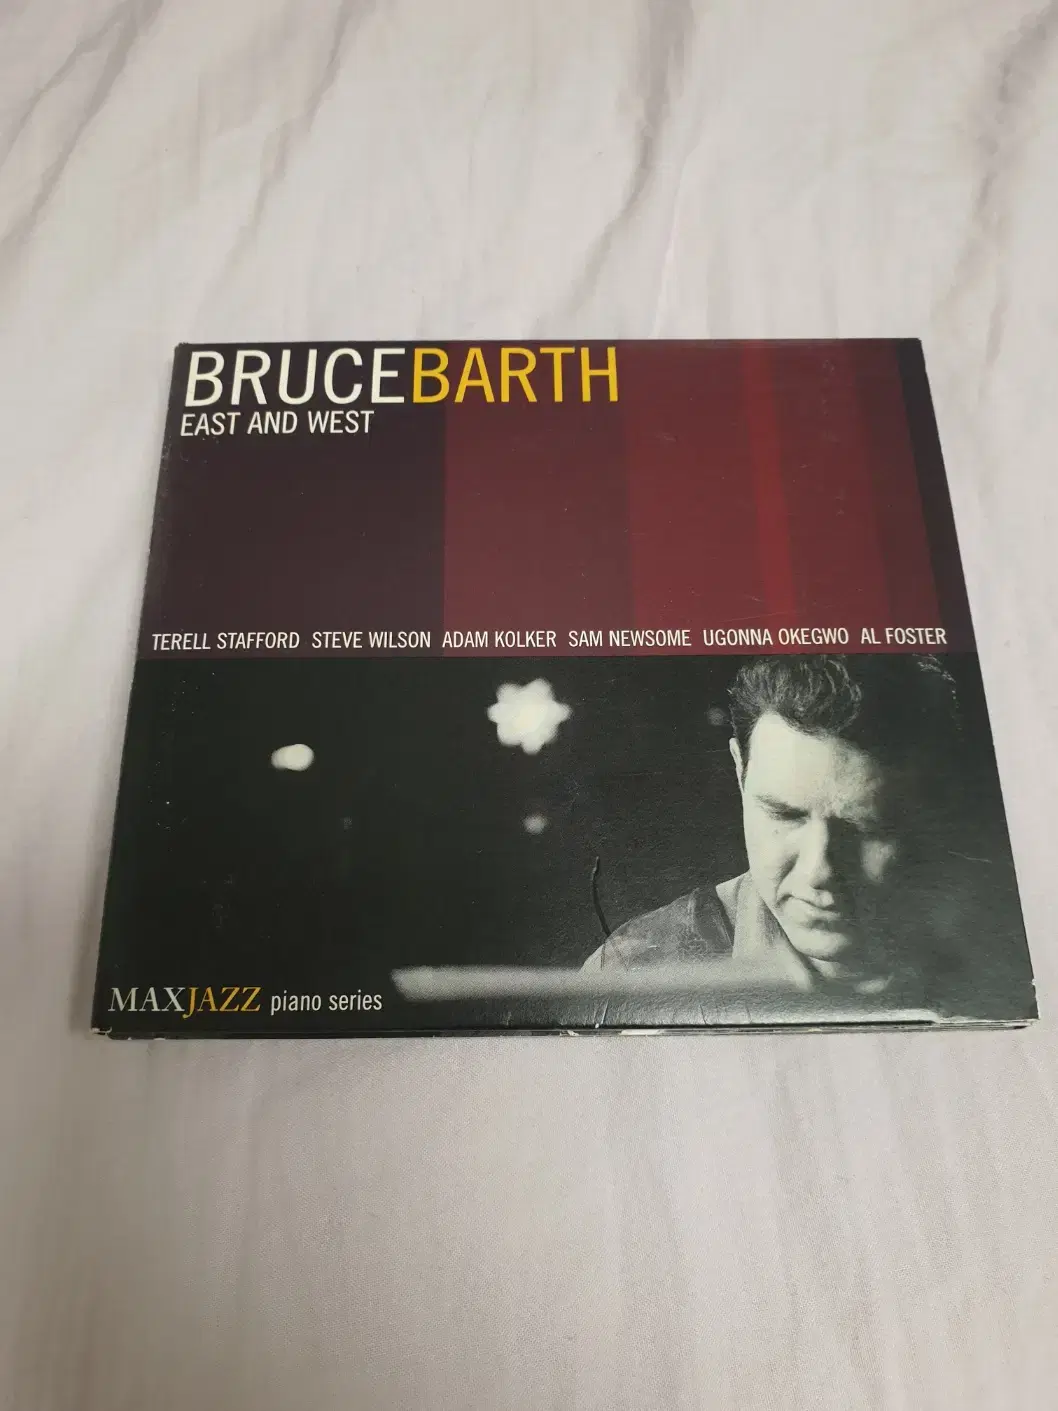 BRUCEBARTH
EAST AND WEST
TERELL STAFFORD STEVE WILSON ADAM KOLKER SAM NEWSOME UGONNA OKEGWO AL FOSTER
MAXJAZZ piano series